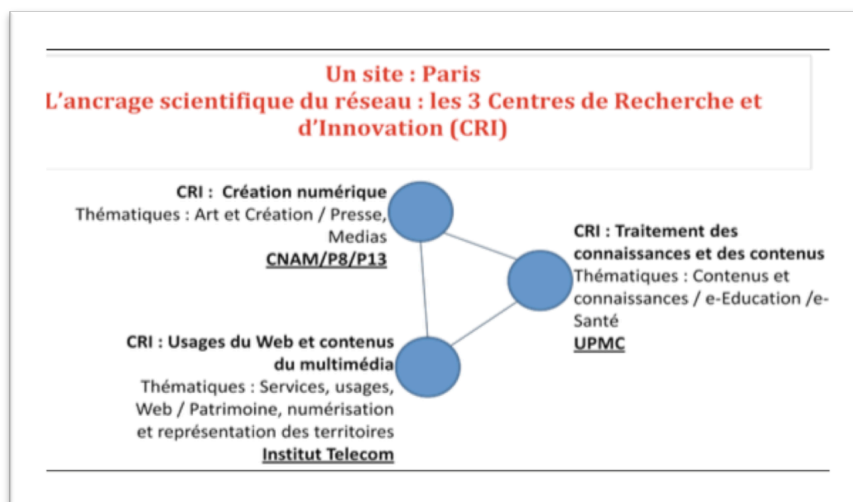 Un site : Paris
L'ancrage scientifique du réseau : les 3 Centres de Recherche et
d'Innovation (CRI)
CRI : Création numérique
Thématiques : Art et Création / Presse,
Medias
CNAM/P8/P13
CRI : Traitement des
connaissances et des contenus
Thématiques : Contenus et
connaissances / e-Education /e-
Santé
UPMC
CRI : Usages du Web et contenus
du multimédia
Thématiques : Services, usages,
Web / Patrimoine, numérisation
et représentation des territoires
Institut Telecom